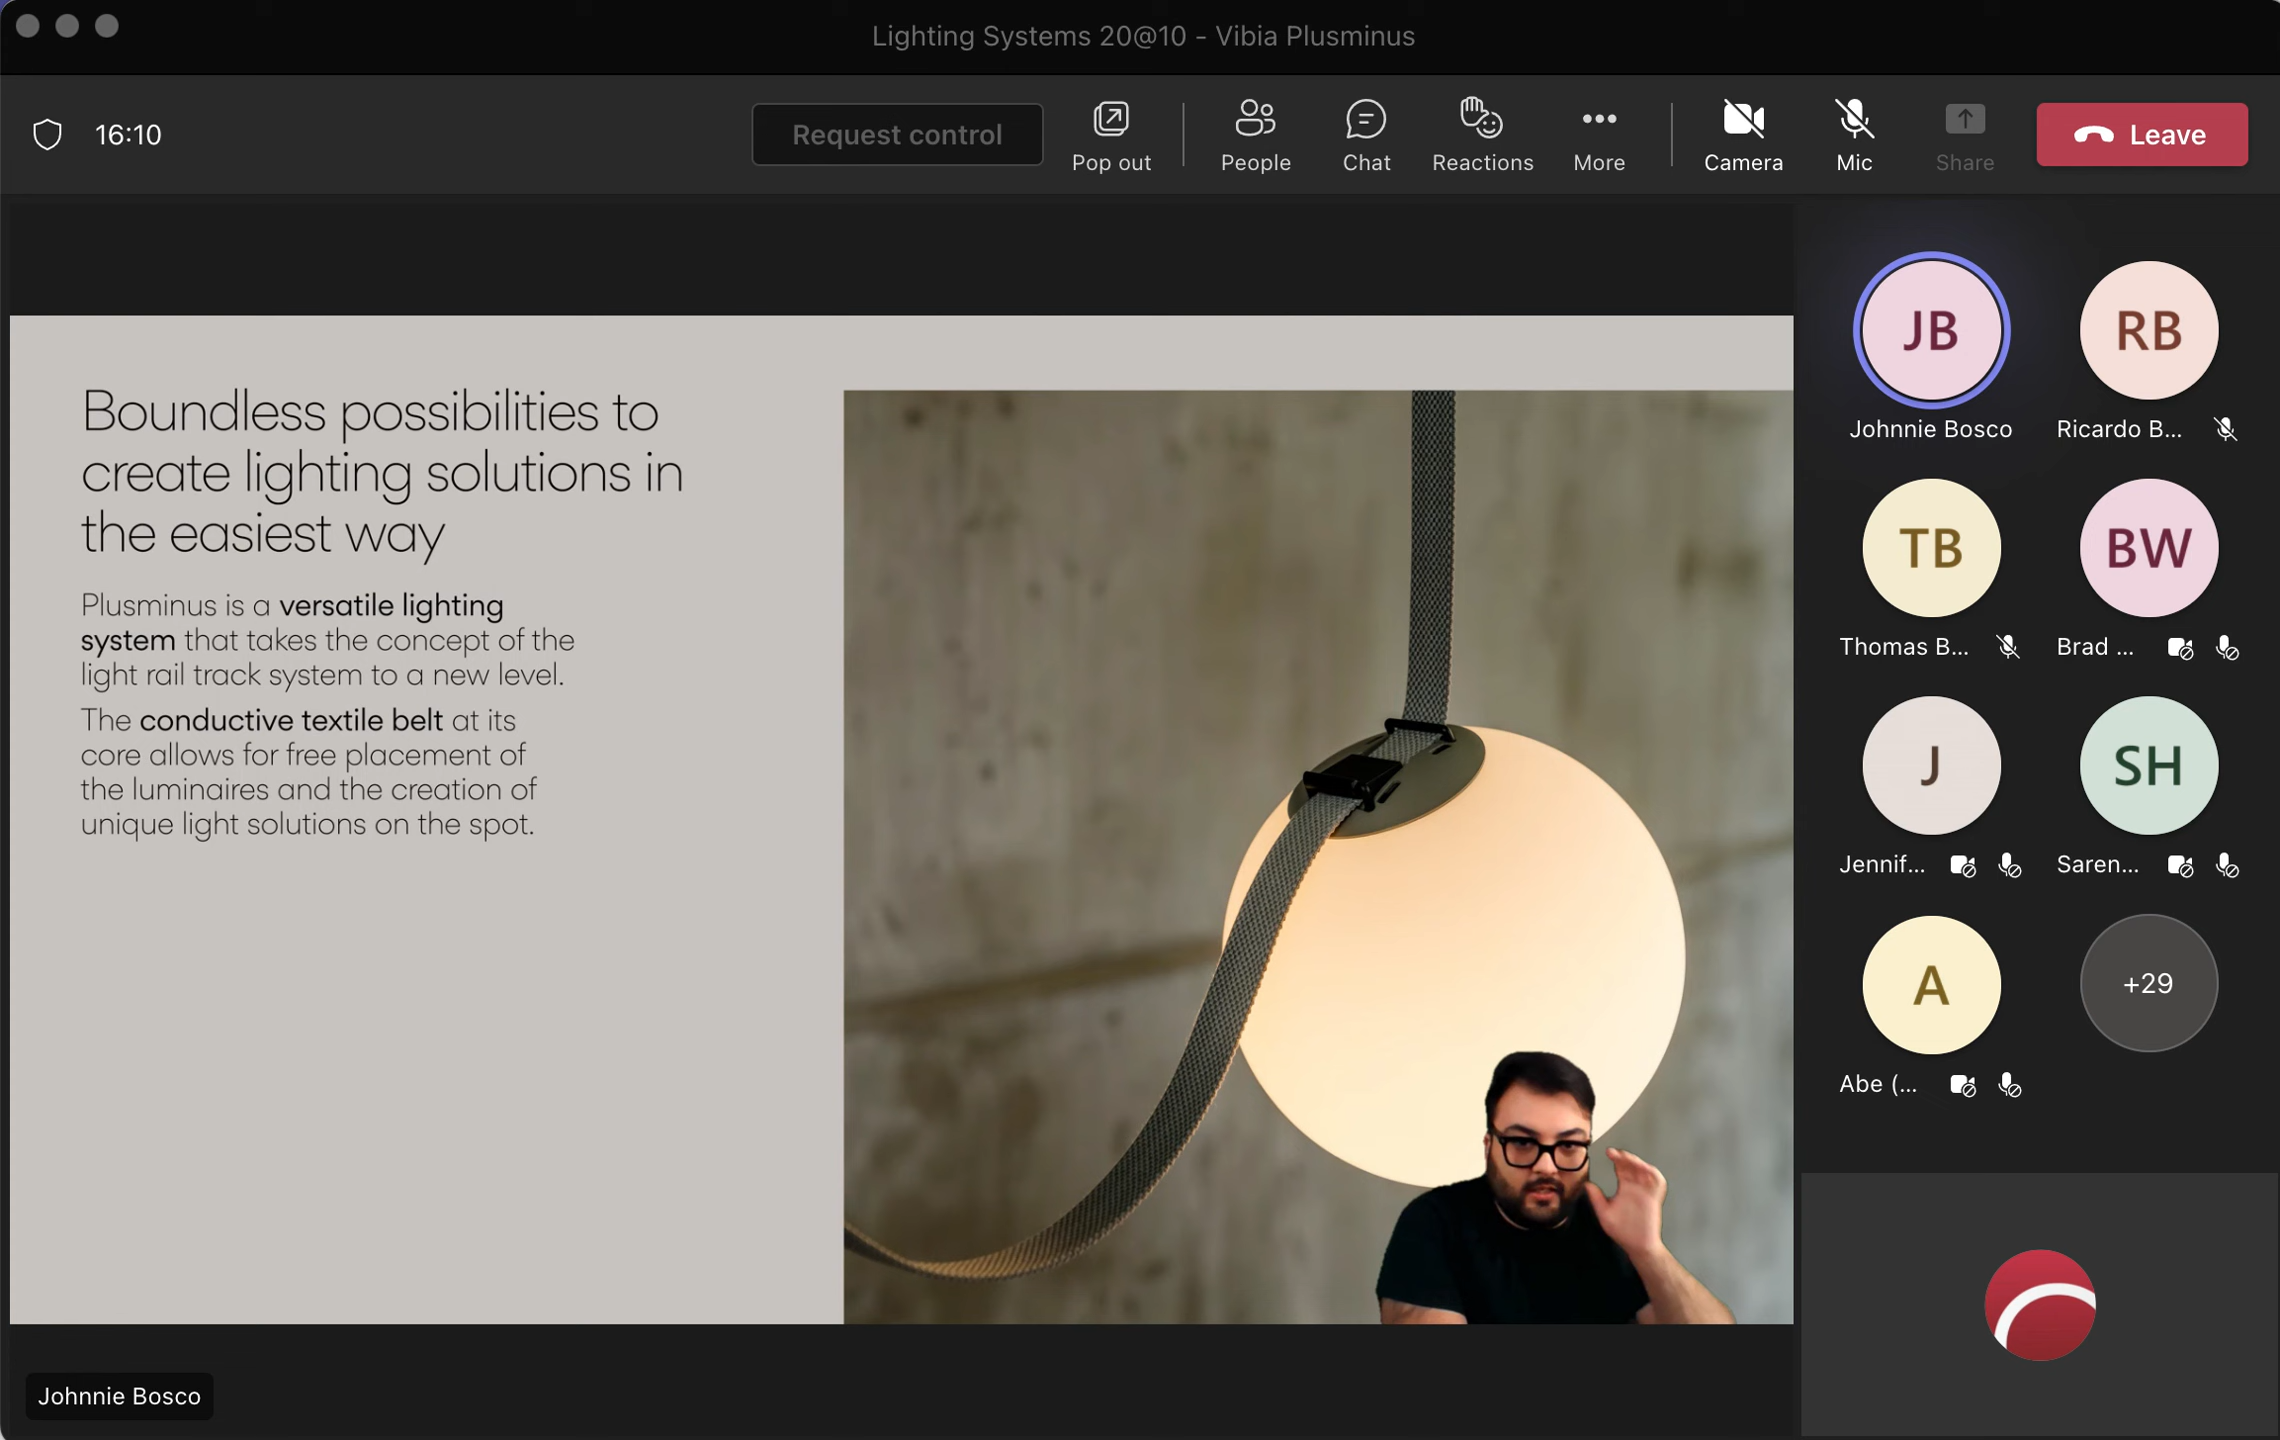 Lighting Systems 20@10 - Vibia Plusminus
16:10
Request control
Pop out
People
Chat
Reactions
More
Camera
Mic
Share
Leave
Boundless possibilities to
create lighting solutions in
the easiest way
Plusminus is a versatile lighting
system that takes the concept of the
light rail track system to a new level.
The conductive textile belt at its
core allows for free placement of
the luminaires and the creation of
unique light solutions on the spot.
JB
RB
Johnnie Bosco
Ricardo B...
TB
BW
Thomas B...
Brad ...
J
SH
Jennif...
Saren...
A
+29
Abe (...
Johnnie Bosco